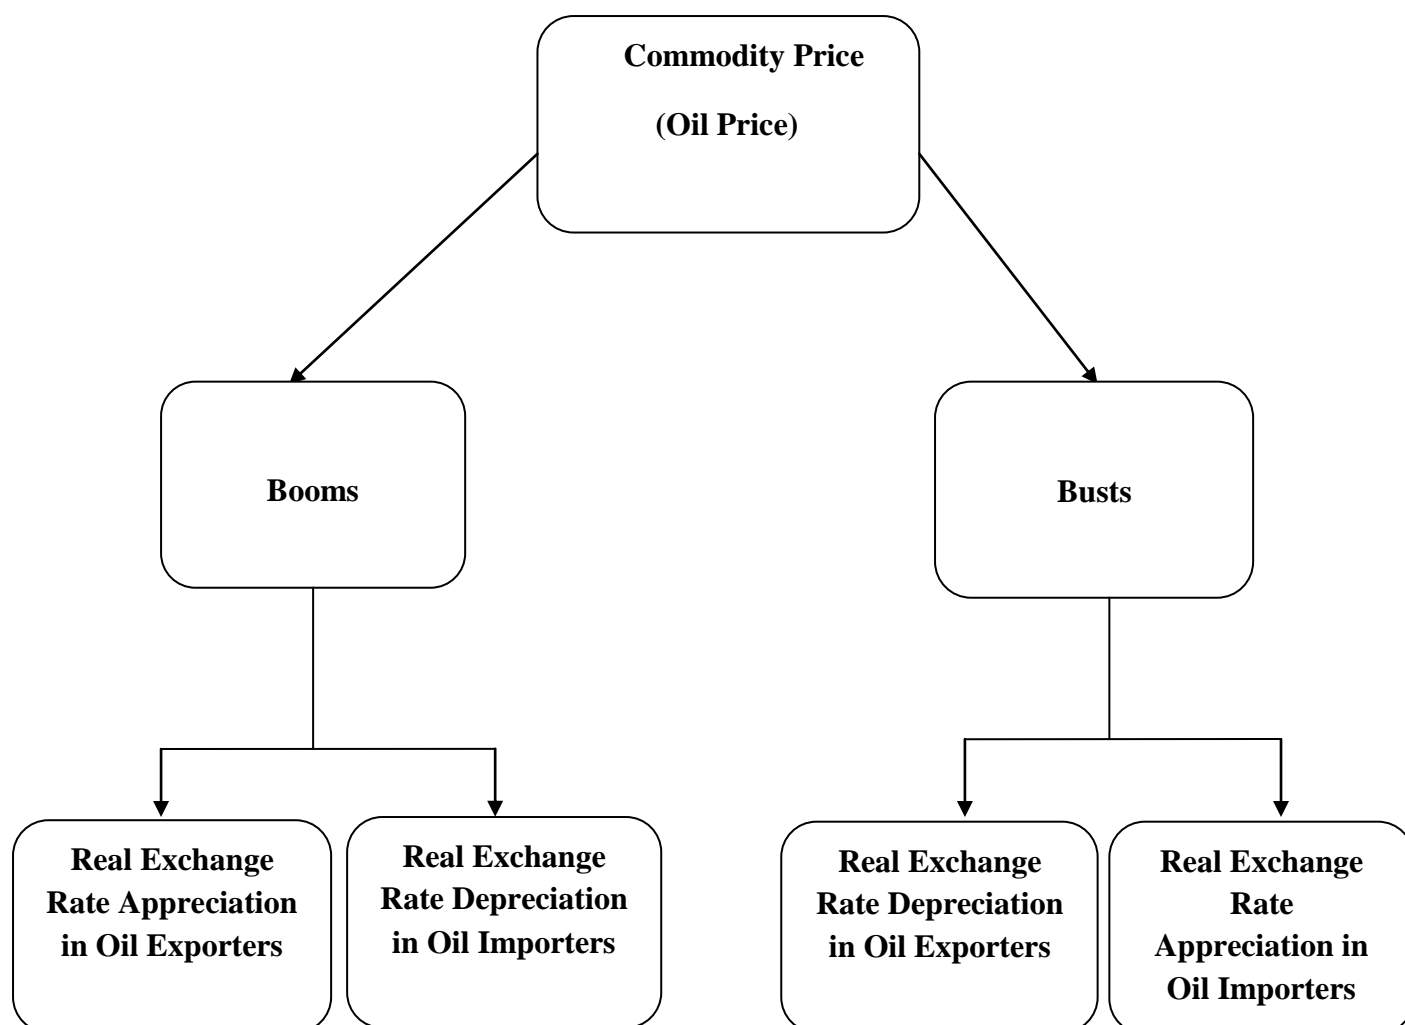 Commodity Price
(Oil Price)
Booms
Busts
Real Exchange
Rate Appreciation
in Oil Exporters
Real Exchange
Rate Depreciation
in Oil Importers
Real Exchange
Rate Depreciation
in Oil Exporters
Real Exchange
Rate
Appreciation in
Oil Importers